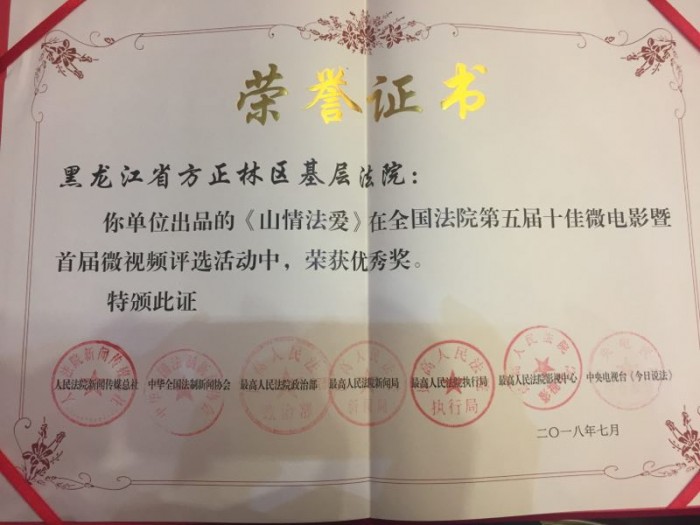 荣誉证书
黑龙江省方正林区基层法院：
你单位出品的《山情法爱》在全国法院第五届十佳微电影暨
首届微视频评选活动中，荣获优秀奖。
特颁此证
人民法院新闻传媒总社 中华全国法制新闻协会 最高人民法院政治部 最高人民法院新闻局 最高人民法院执行局 最高人民法院影视中心 中央电视台《今日说法》
执行局
二〇一八年七月